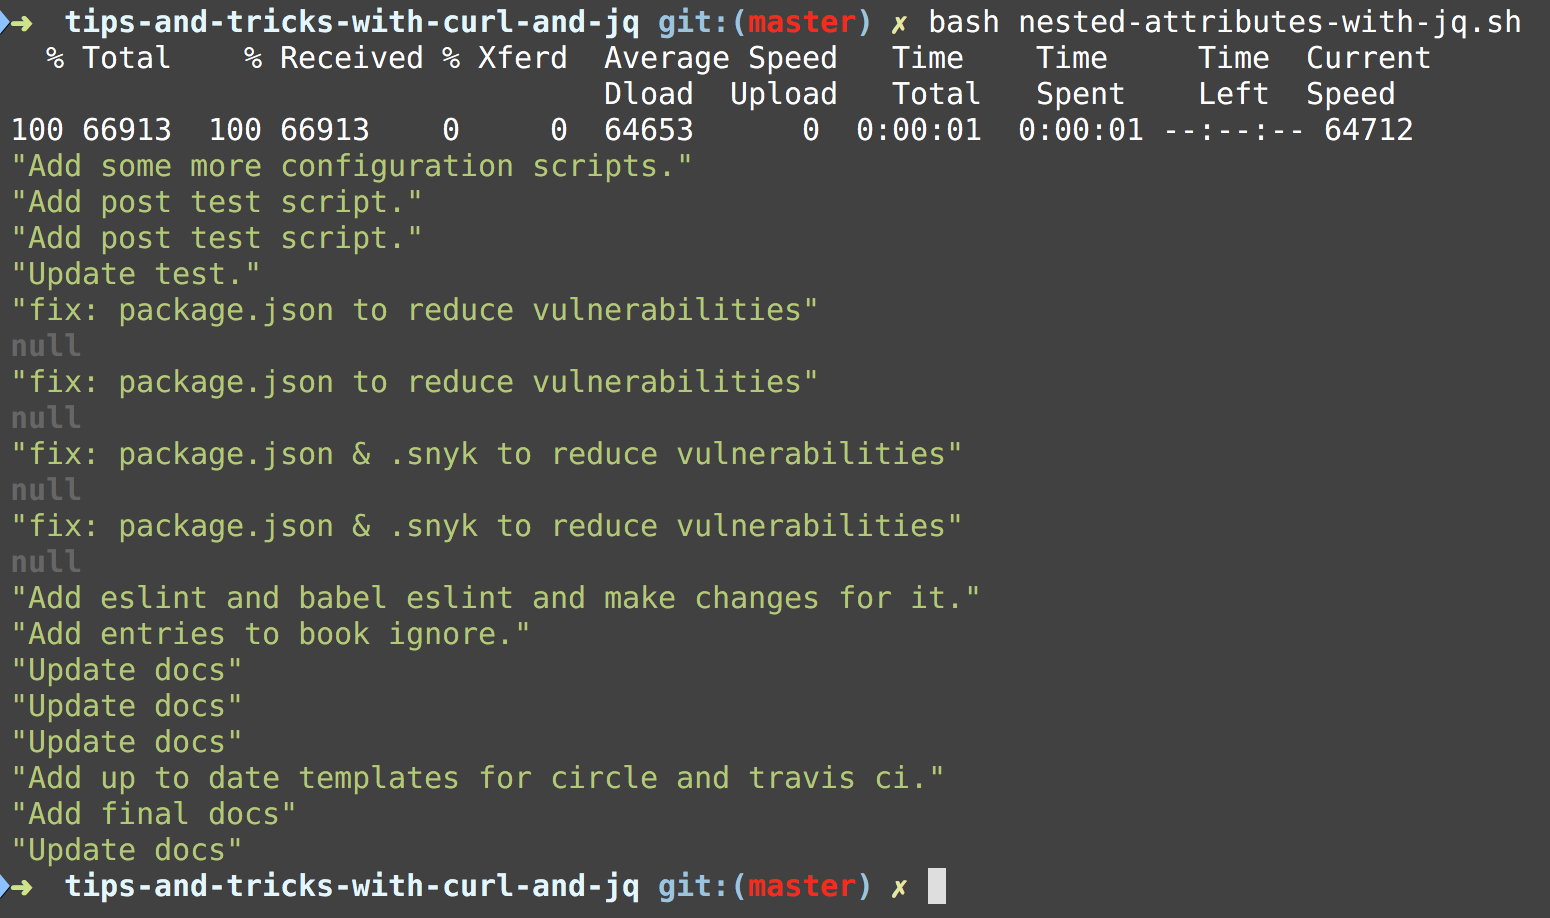 ➜  tips-and-tricks-with-curl-and-jq git:(master) ✗ bash nested-attributes-with-jq.sh
  % Total    % Received % Xferd  Average Speed   Time    Time     Time  Current
                                 Dload  Upload   Total   Spent    Left  Speed
100 66913  100 66913    0     0  64653      0  0:00:01  0:00:01 --:--:-- 64712
"Add some more configuration scripts."
"Add post test script."
"Add post test script."
"Update test."
"fix: package.json to reduce vulnerabilities"
null
"fix: package.json to reduce vulnerabilities"
null
"fix: package.json & .snyk to reduce vulnerabilities"
null
"fix: package.json & .snyk to reduce vulnerabilities"
null
"Add eslint and babel eslint and make changes for it."
"Add entries to book ignore."
"Update docs"
"Update docs"
"Update docs"
"Add up to date templates for circle and travis ci."
"Add final docs"
"Update docs"
➜  tips-and-tricks-with-curl-and-jq git:(master) ✗